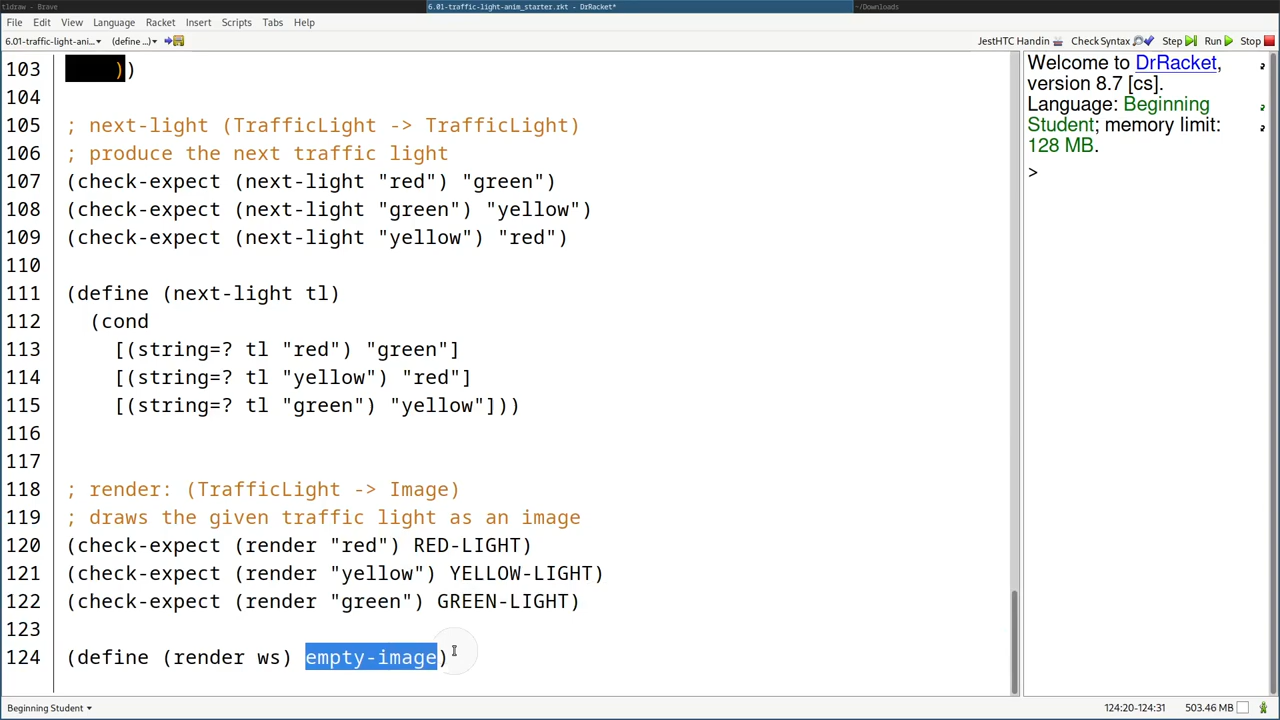 tldraw - Brave
6.01-traffic-light-anim_starter.rkt - DrRacket*
~/Downloads
File Edit View Language Racket Insert Scripts Tabs Help
6.01-traffic-light-ani... (define ...) JestHTC Handin Check Syntax Step Run Stop
103 ))
104
105 ; next-light (TrafficLight -> TrafficLight)
106 ; produce the next traffic light
107 (check-expect (next-light "red") "green")
108 (check-expect (next-light "green") "yellow")
109 (check-expect (next-light "yellow") "red")
110
111 (define (next-light tl)
112 (cond
113 [(string=? tl "red") "green"]
114 [(string=? tl "yellow") "red"]
115 [(string=? tl "green") "yellow"]))
116
117
118 ; render: (TrafficLight -> Image)
119 ; draws the given traffic light as an image
120 (check-expect (render "red") RED-LIGHT)
121 (check-expect (render "yellow") YELLOW-LIGHT)
122 (check-expect (render "green") GREEN-LIGHT)
123
124 (define (render ws) empty-image)
Welcome to DrRacket,
version 8.7 [cs].
Language: Beginning
Student; memory limit:
128 MB.
>
Beginning Student 124:20-124:31 503.46 MB